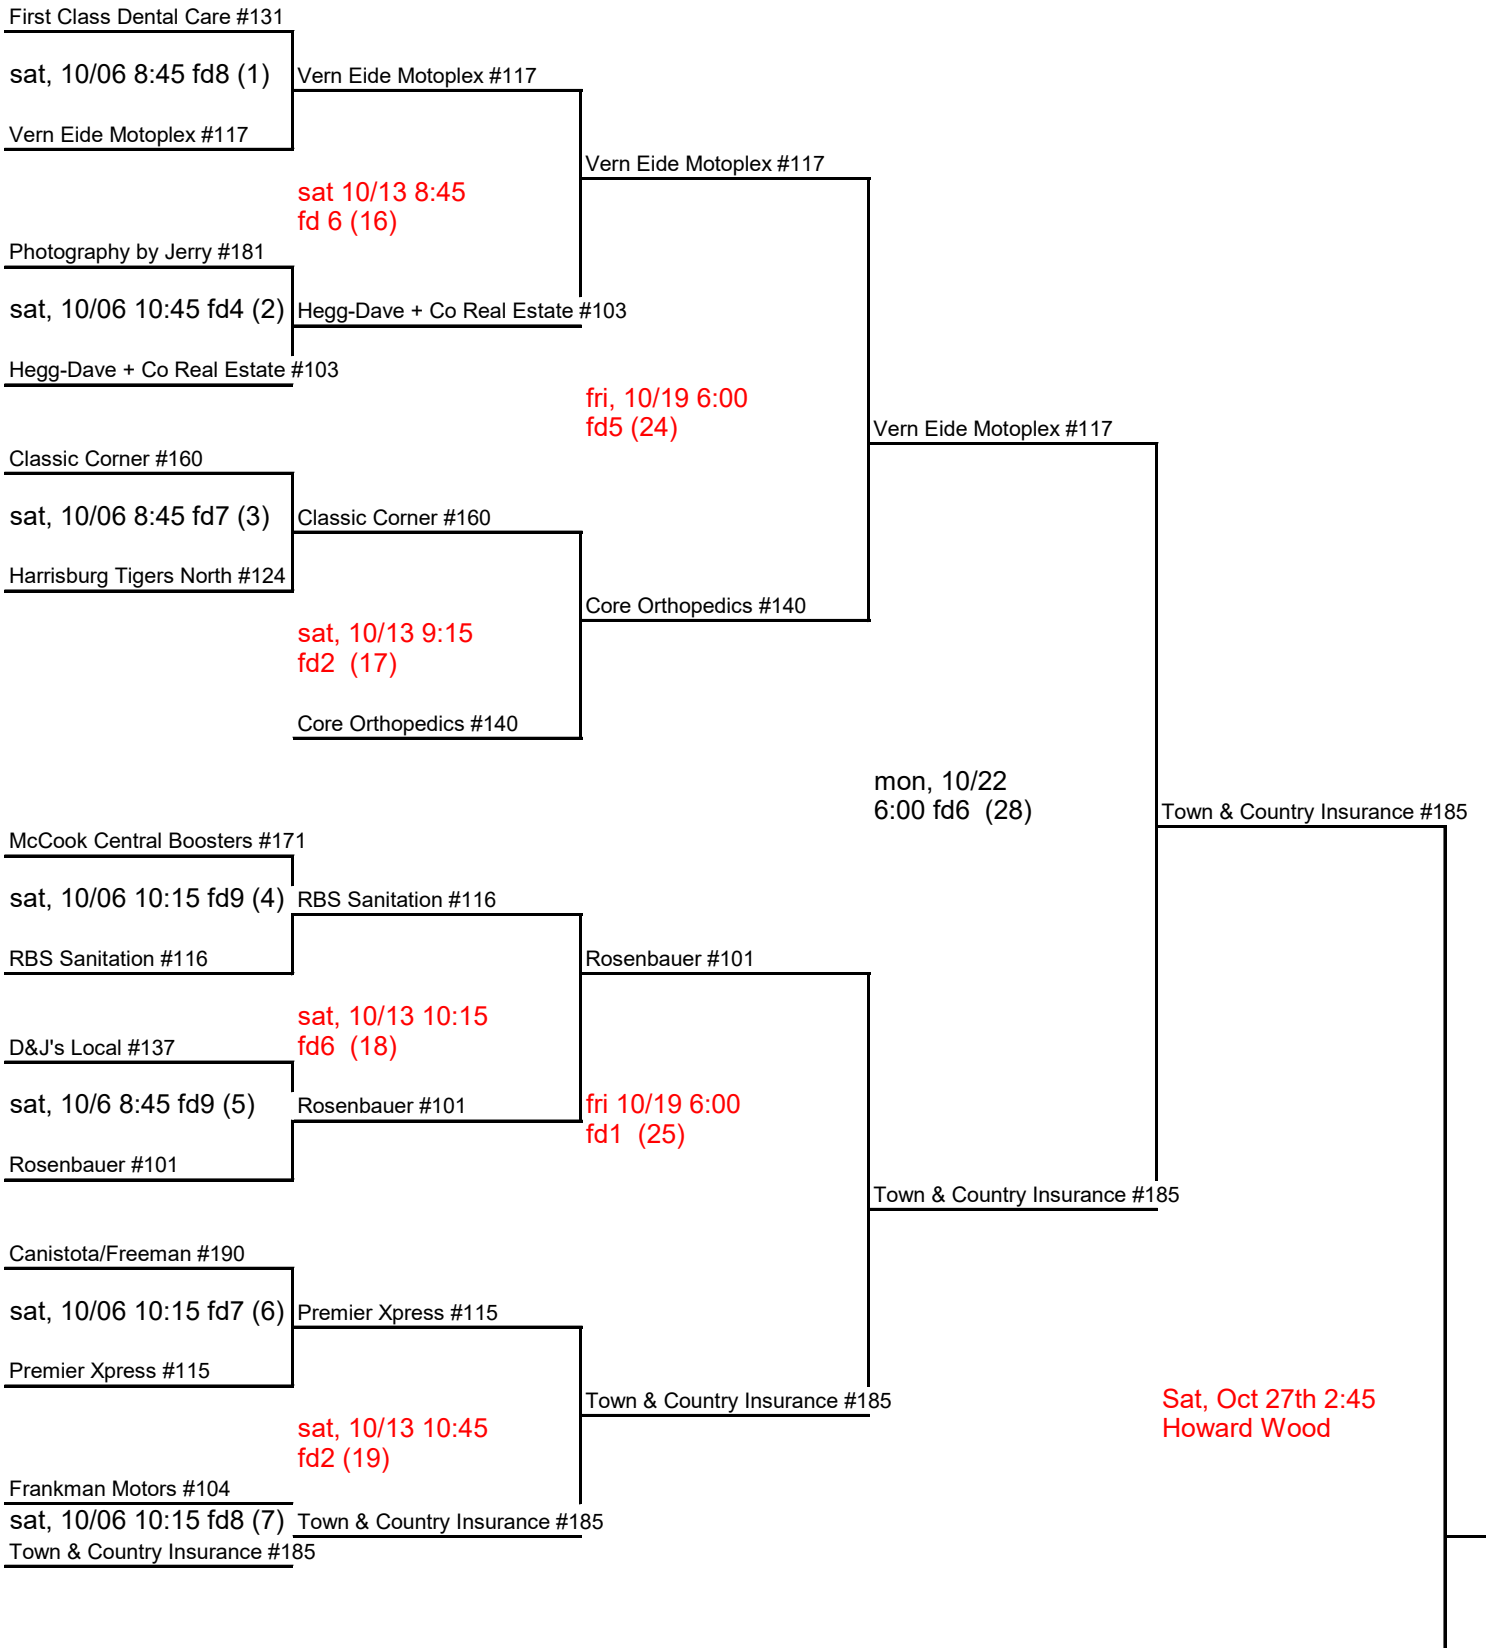 First Class Dental Care #131
sat, 10/06 8:45 fd8 (1)
Vern Eide Motoplex #117
Vern Eide Motoplex #117
Vern Eide Motoplex #117
sat 10/13 8:45
fd 6 (16)
Photography by Jerry #181
sat, 10/06 10:45 fd4 (2)
Hegg-Dave + Co Real Estate #103
Hegg-Dave + Co Real Estate #103
fri, 10/19 6:00
fd5 (24)
Vern Eide Motoplex #117
Classic Corner #160
sat, 10/06 8:45 fd7 (3)
Classic Corner #160
Harrisburg Tigers North #124
Core Orthopedics #140
sat, 10/13 9:15
fd2  (17)
Core Orthopedics #140
mon, 10/22
6:00 fd6  (28)
Town & Country Insurance #185
McCook Central Boosters #171
sat, 10/06 10:15 fd9 (4)
RBS Sanitation #116
RBS Sanitation #116
Rosenbauer #101
sat, 10/13 10:15
fd6  (18)
D&J's Local #137
sat, 10/6 8:45 fd9 (5)
Rosenbauer #101
fri 10/19 6:00
fd1  (25)
Rosenbauer #101
Town & Country Insurance #185
Canistota/Freeman #190
sat, 10/06 10:15 fd7 (6)
Premier Xpress #115
Premier Xpress #115
Town & Country Insurance #185
Sat, Oct 27th 2:45
Howard Wood
sat, 10/13 10:45
fd2 (19)
Frankman Motors #104
sat, 10/06 10:15 fd8 (7)
Town & Country Insurance #185
Town & Country Insurance #185